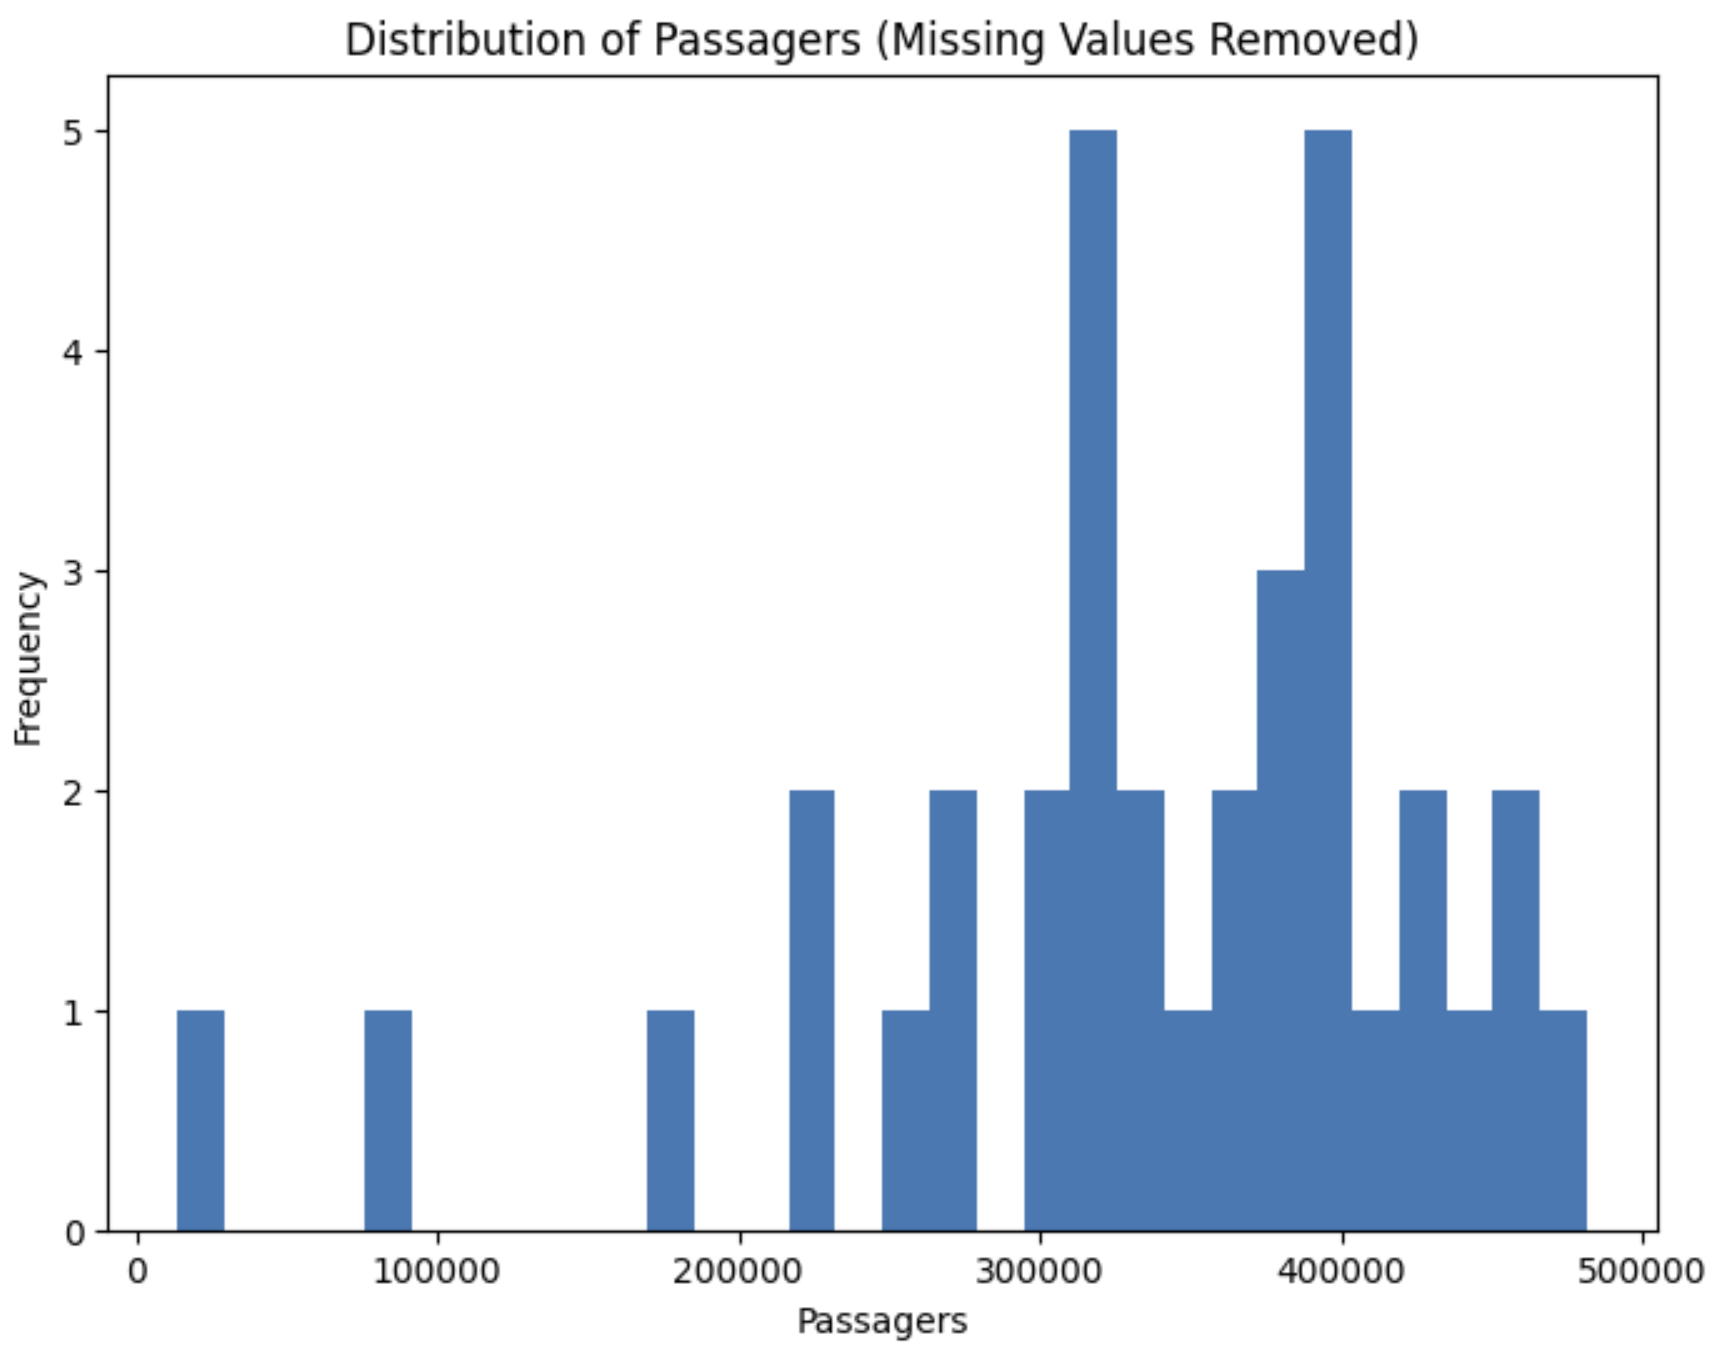 Distribution of Passagers (Missing Values Removed)
5
4
3
2
1
0
Frequency
0 100000 200000 300000 400000 500000
Passagers